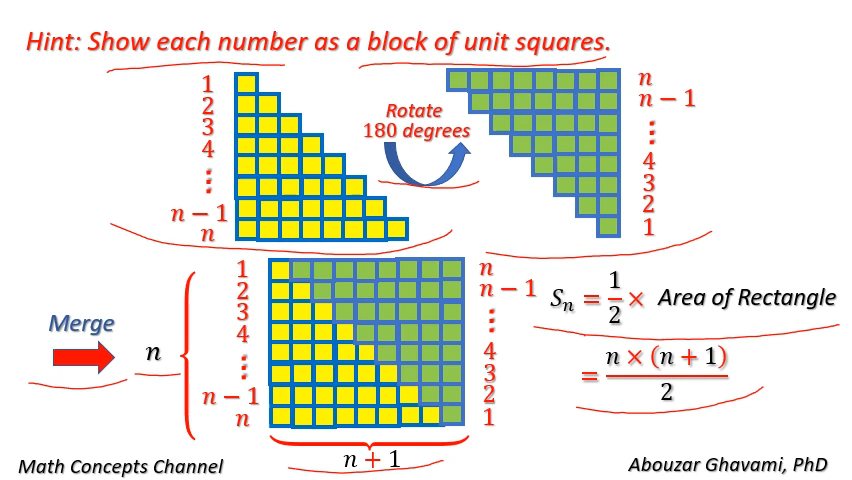 Hint: Show each number as a block of unit squares.
1
2
3
4
⋮
n − 1
n
Rotate
180 degrees
n
n − 1
⋮
4
3
2
1
Merge
n
1
2
3
4
⋮
n − 1
n
n
n − 1
⋮
4
3
2
1
n + 1
Sₙ = 1/2 × Area of Rectangle
= n × (n + 1) / 2
Math Concepts Channel
Abouzar Ghavami, PhD